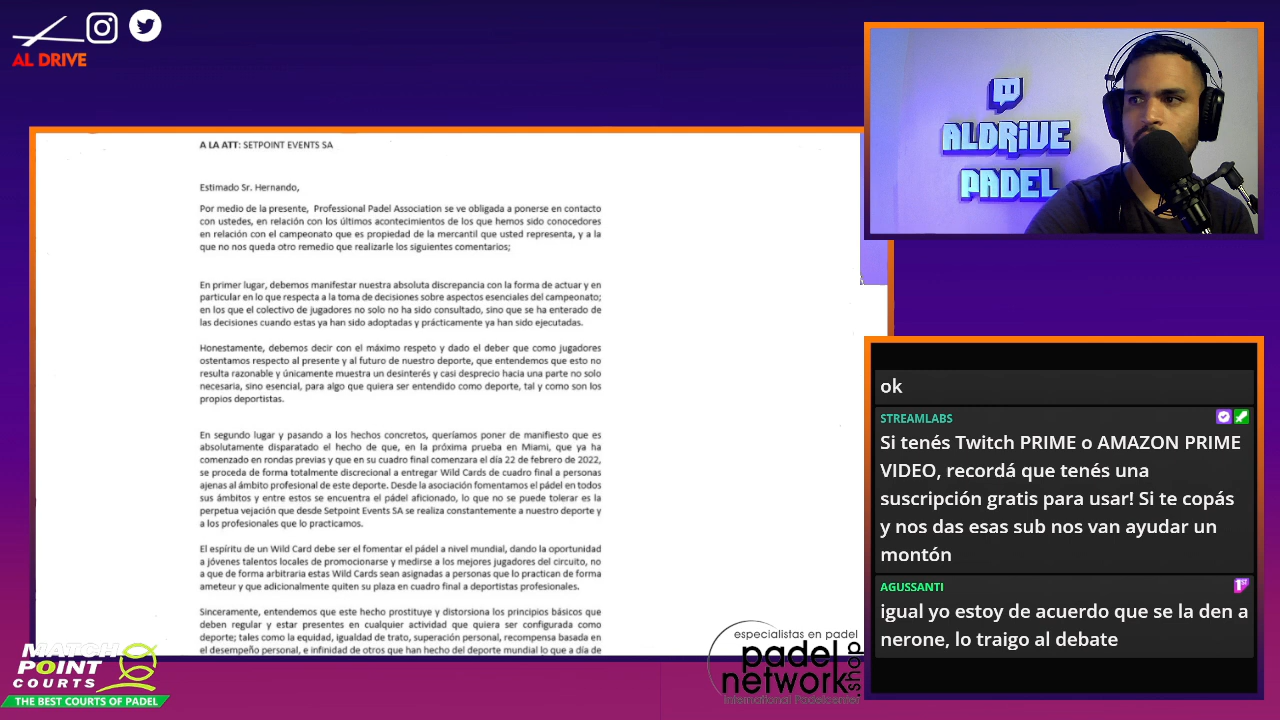 AL DRIVE
A LA ATT: SETPOINT EVENTS SA
Estimado Sr. Hernando,
Por medio de la presente, Professional Padel Association se ve obligada a ponerse en contacto
con ustedes, en relación con los últimos acontecimientos de los que hemos sido conocedores
en relación con el campeonato que es propiedad de la mercantil que usted representa, y a la
que no nos queda otro remedio que realizarle los siguientes comentarios;
En primer lugar, debemos manifestar nuestra absoluta discrepancia con la forma de actuar y en
particular en lo que respecta a la toma de decisiones sobre aspectos esenciales del campeonato;
en los que el colectivo de jugadores no solo no ha sido consultado, sino que se ha enterado de
las decisiones cuando estas ya han sido adoptadas y prácticamente ya han sido ejecutadas.
Honestamente, debemos decir con el máximo respeto y dado el deber que como jugadores
ostentamos respecto al presente y al futuro de nuestro deporte, que entendemos que esto no
resulta razonable y únicamente muestra un desinterés y casi desprecio hacia una parte no solo
necesaria, sino esencial, para algo que quiera ser entendido como deporte, tal y como son los
propios deportistas.
En segundo lugar y pasando a los hechos concretos, queríamos poner de manifiesto que es
absolutamente disparatado el hecho de que, en la próxima prueba en Miami, que ya ha
comenzado en rondas previas y que en su cuadro final comenzara el día 22 de febrero de 2022,
se proceda de forma totalmente discrecional a entregar Wild Cards de cuadro final a personas
ajenas al ámbito profesional de este deporte. Desde la asociación fomentamos el pádel en todos
sus ámbitos y entre estos se encuentra el pádel aficionado, lo que no se puede tolerar es la
perpetua vejación que desde Setpoint Events SA se realiza constantemente a nuestro deporte y
a los profesionales que lo practicamos.
El espíritu de un Wild Card debe ser el fomentar el pádel a nivel mundial, dando la oportunidad
a jóvenes talentos locales de promocionarse y medirse a los mejores jugadores del circuito, no
a que de forma arbitraria estas Wild Cards sean asignadas a personas que lo practican de forma
ameteur y que adicionalmente quiten su plaza en cuadro final a deportistas profesionales.
Sinceramente, entendemos que este hecho prostituye y distorsiona los principios básicos que
deben regular y estar presentes en cualquier actividad que quiera ser configurada como
deporte; tales como la equidad, igualdad de trato, superación personal, recompensa basada en
el desempeño personal, e infinidad de otros que han hecho del deporte mundial lo que a día de
ALDRIVE
PADEL
ok
STREAMLABS
Si tenés Twitch PRIME o AMAZON PRIME
VIDEO, recordá que tenés una
suscripción gratis para usar! Si te copás
y nos das esas sub nos van ayudar un
montón
AGUSSANTI
1st
igual yo estoy de acuerdo que se la den a
nerone, lo traigo al debate
MATCH
POINT
COURTS
THE BEST COURTS OF PADEL
especialistas en padel
padel
network
.shop
International Padelcenter